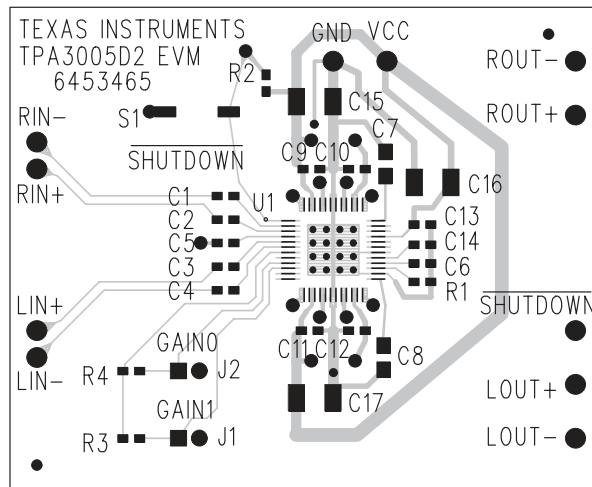 TEXAS INSTRUMENTS
TPA3005D2 EVM
6453465
GND VCC
ROUT-
R2
S1
C15
ROUT+
RIN-
C7
SHUTDOWN
C9 C10
RIN+
C16
C1
U1
C2
C13
C5
C14
C3
C6
C4
R1
LIN+
SHUTDOWN
GAIN0
C11 C12
LIN-
R4
J2
C8
LOUT+
GAIN1
C17
R3
J1
LOUT-